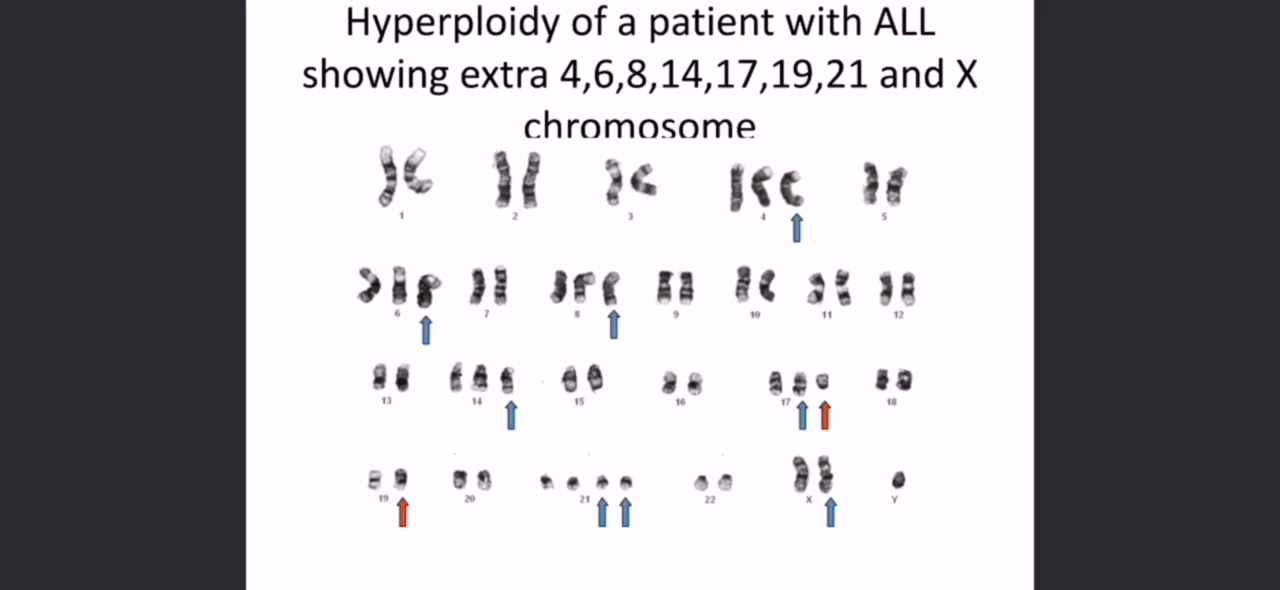 Hyperploidy of a patient with ALL
showing extra 4,6,8,14,17,19,21 and X
chromosome
1 2 3 4 5
6 7 8 9 10 11 12
13 14 15 16 17 18
19 20 21 22 X Y